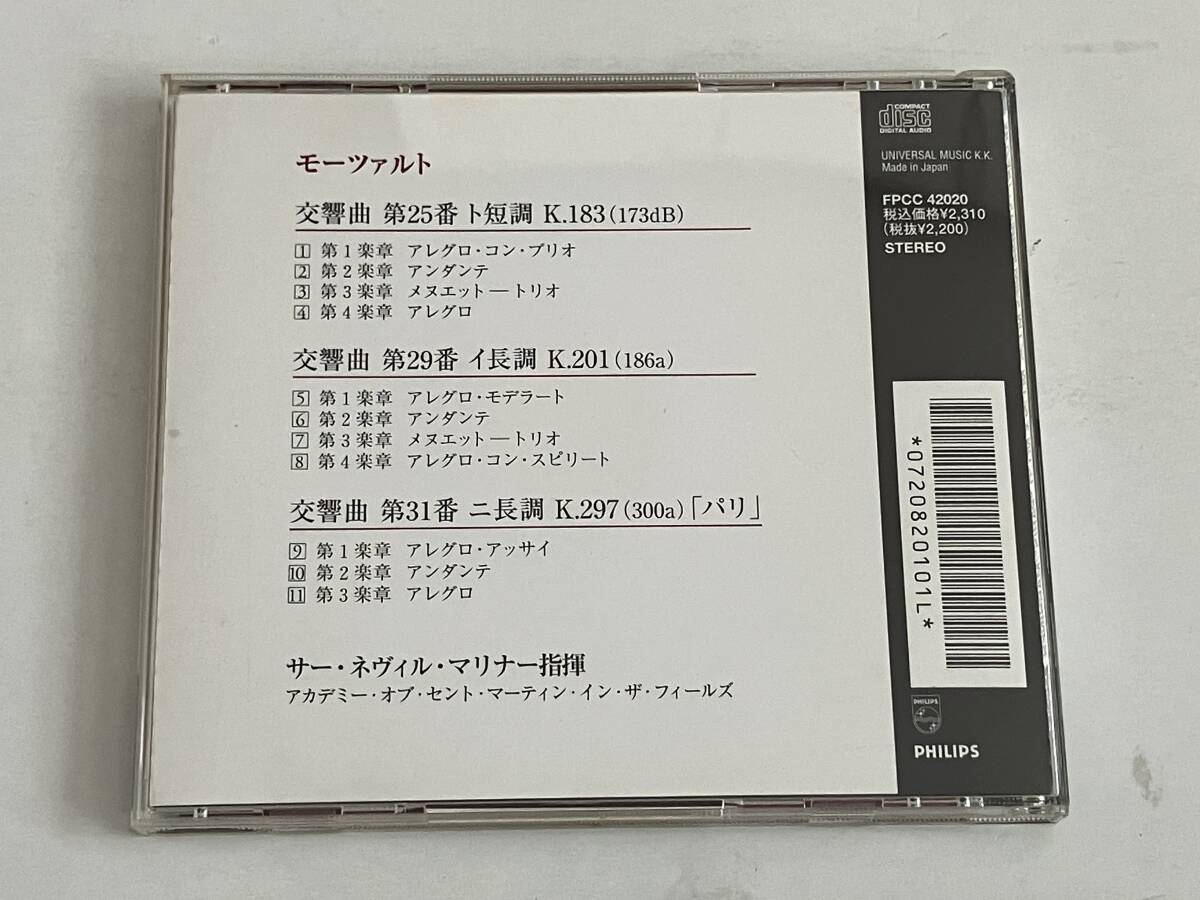 モーツァルト
交響曲 第25番 ト短調 K.183(173dB)
1 第1楽章 アレグロ・コン・ブリオ
2 第2楽章 アンダンテ
3 第3楽章 メヌエット─トリオ
4 第4楽章 アレグロ
交響曲 第29番 イ長調 K.201(186a)
5 第1楽章 アレグロ・モデラート
6 第2楽章 アンダンテ
7 第3楽章 メヌエット─トリオ
8 第4楽章 アレグロ・コン・スピリート
交響曲 第31番 ニ長調 K.297(300a)「パリ」
9 第1楽章 アレグロ・アッサイ
10 第2楽章 アンダンテ
11 第3楽章 アレグロ
サー・ネヴィル・マリナー指揮
アカデミー・オブ・セント・マーティン・イン・ザ・フィールズ
COMPACT
disc
DIGITAL AUDIO
UNIVERSAL MUSIC K.K.
Made in Japan
FPCC 42020
税込価格¥2,310
(税抜¥2,200)
STEREO
*0720820101L*
PHILIPS
PHILIPS